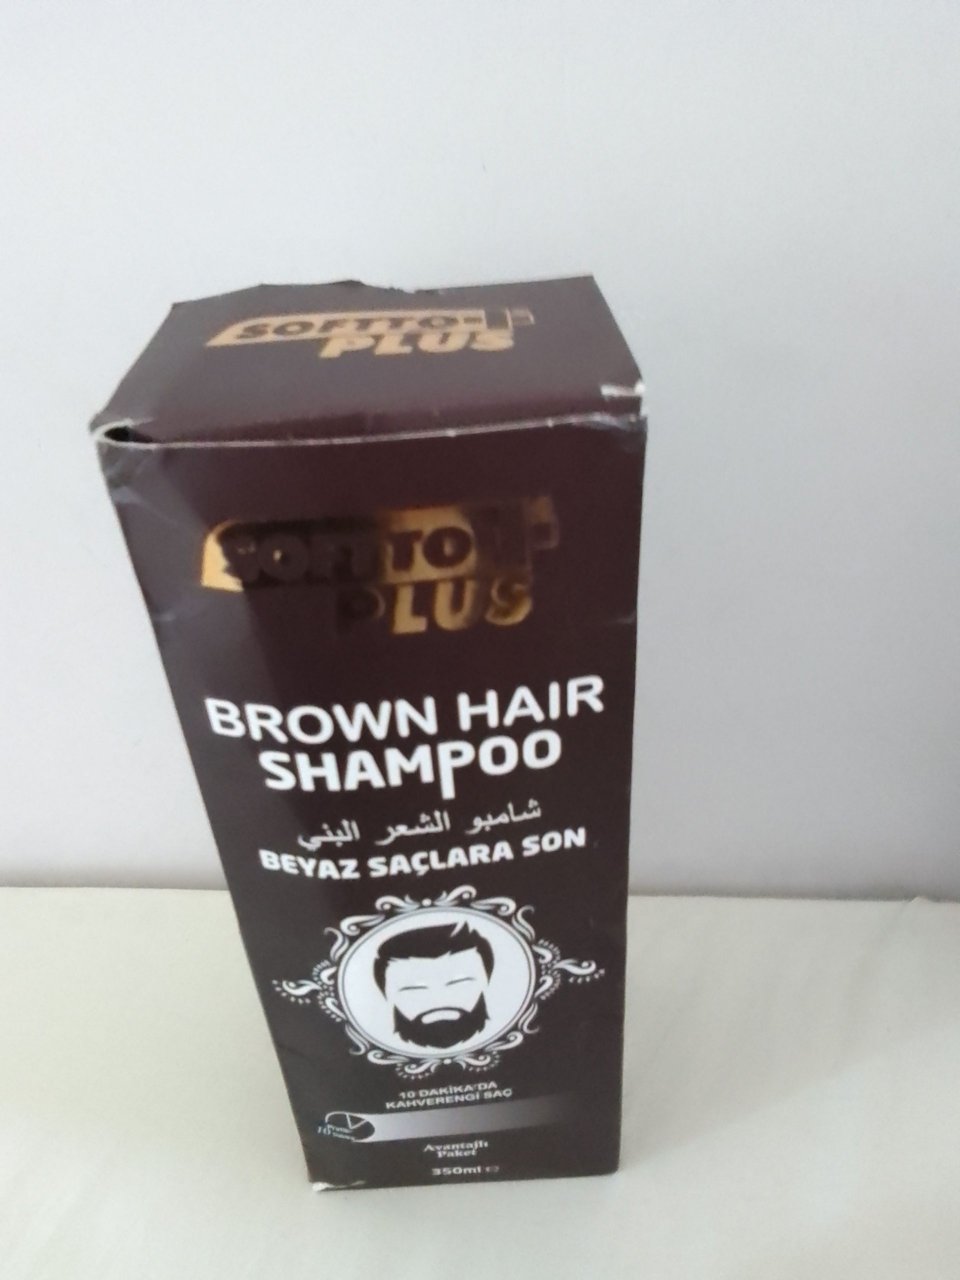 SOFTTO
PLUS
SOFTTO
PLUS
BROWN HAIR
SHAMPOO
شامبو الشعر البني
BEYAZ SAÇLARA SON
10 DAKİKA'DA
KAHVERENGİ SAÇ
10
Avantajlı
Paket
350ml e